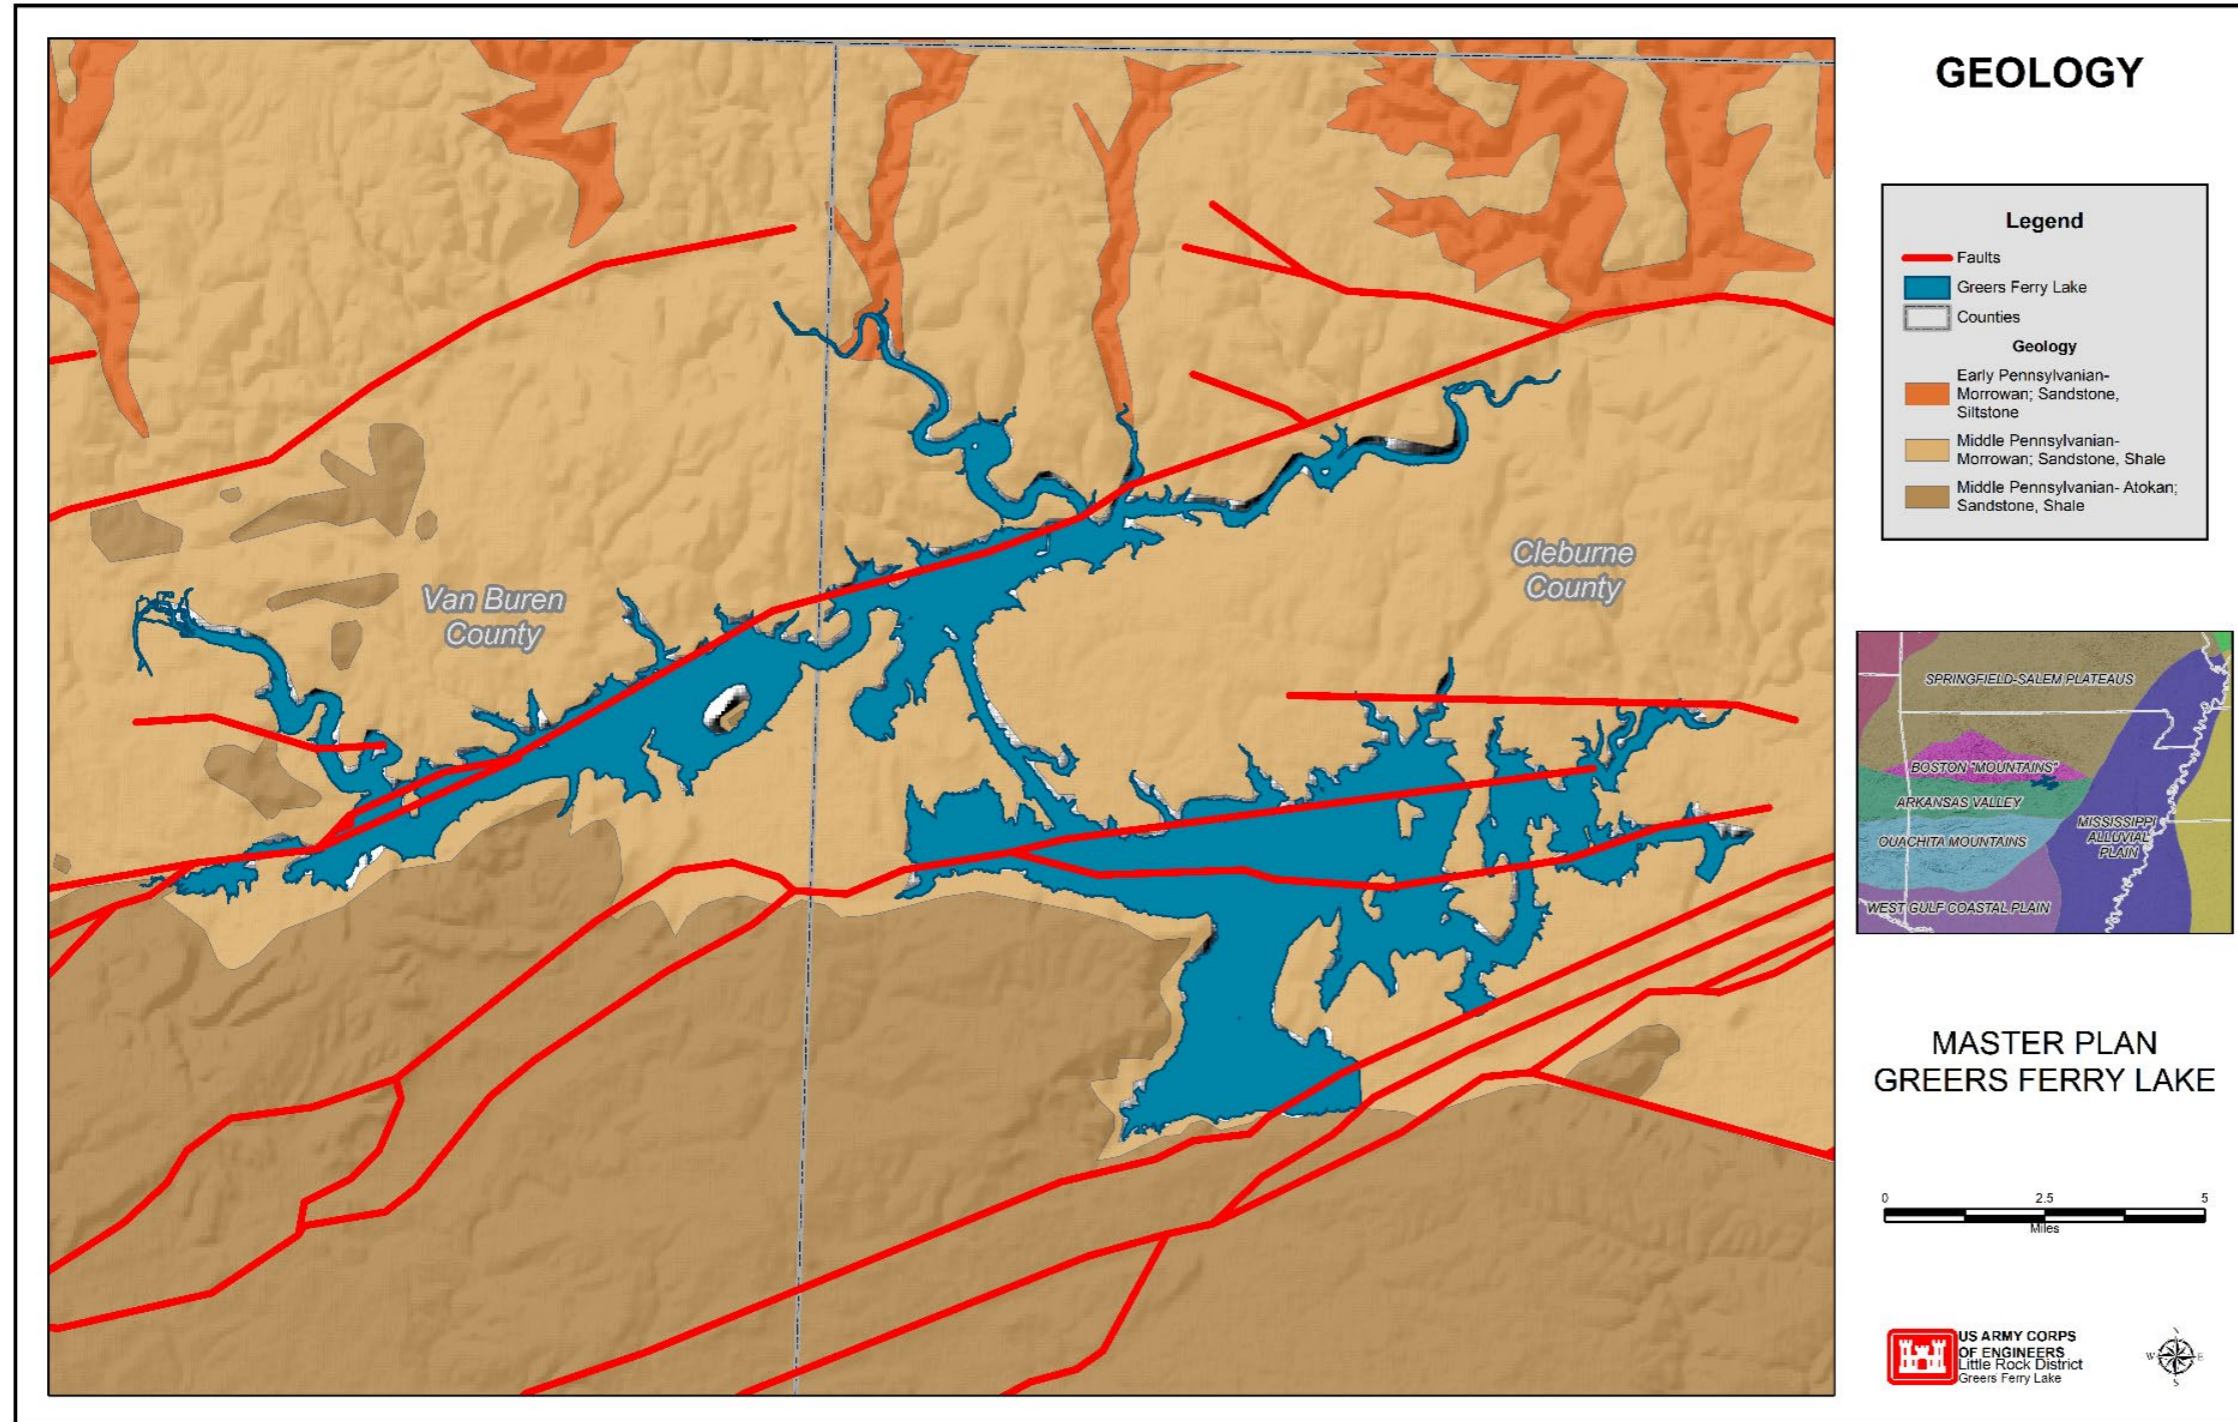 GEOLOGY
Legend
Faults
Greers Ferry Lake
Counties
Geology
Early Pennsylvanian-
Morrowan; Sandstone,
Siltstone
Middle Pennsylvanian-
Morrowan; Sandstone, Shale
Middle Pennsylvanian- Atokan;
Sandstone, Shale
Van Buren
County
Cleburne
County
SPRINGFIELD-SALEM PLATEAUS
BOSTON "MOUNTAINS"
ARKANSAS VALLEY
OUACHITA MOUNTAINS
MISSISSIPPI
ALLUVIAL
PLAIN
WEST GULF COASTAL PLAIN
MASTER PLAN
GREERS FERRY LAKE
0 2.5 5
Miles
US ARMY CORPS
OF ENGINEERS
Little Rock District
Greers Ferry Lake
N
W E
S